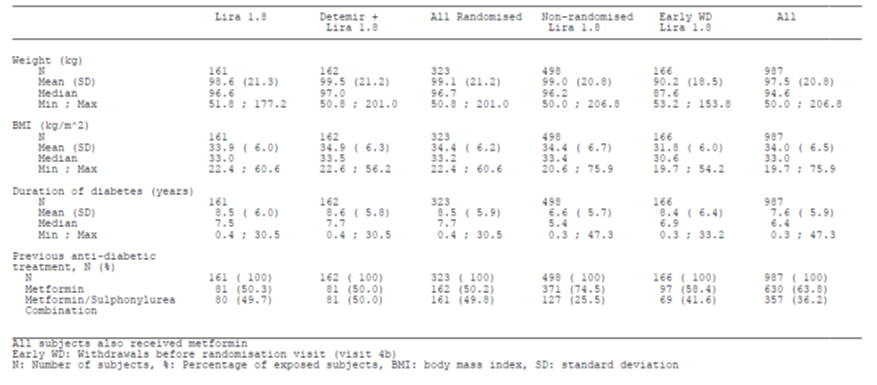 Lira 1.8 Detemir + All Randomised Non-randomised Early WD All
Lira 1.8 Lira 1.8 Lira 1.8
Weight (kg)
N 161 162 323 498 166 987
Mean (SD) 98.6 (21.3) 99.5 (21.2) 99.1 (21.2) 99.0 (20.8) 90.2 (18.5) 97.5 (20.8)
Median 96.6 97.0 96.7 96.2 87.6 94.6
Min ; Max 51.8 ; 177.2 50.8 ; 201.0 50.8 ; 201.0 50.0 ; 206.8 53.2 ; 153.8 50.0 ; 206.8
BMI (kg/m^2)
N 161 162 323 498 166 987
Mean (SD) 33.9 ( 6.0) 34.9 ( 6.3) 34.4 ( 6.2) 34.4 ( 6.7) 31.8 ( 6.0) 34.0 ( 6.5)
Median 33.0 33.5 33.2 33.4 30.6 33.0
Min ; Max 22.4 ; 60.6 22.6 ; 56.2 22.4 ; 60.6 20.6 ; 75.9 19.7 ; 54.2 19.7 ; 75.9
Duration of diabetes (years)
N 161 162 323 498 166 987
Mean (SD) 8.5 ( 6.0) 8.6 ( 5.8) 8.5 ( 5.9) 6.6 ( 5.7) 8.4 ( 6.4) 7.6 ( 5.9)
Median 7.5 7.7 7.7 5.4 6.9 6.4
Min ; Max 0.4 ; 30.5 0.4 ; 30.5 0.4 ; 30.5 0.3 ; 47.3 0.3 ; 33.2 0.3 ; 47.3
Previous anti-diabetic
treatment, N (%)
N 161 ( 100) 162 ( 100) 323 ( 100) 498 ( 100) 166 ( 100) 987 ( 100)
Metformin 81 (50.3) 81 (50.0) 162 (50.2) 371 (74.5) 97 (58.4) 630 (63.8)
Metformin/Sulphonylurea 80 (49.7) 81 (50.0) 161 (49.8) 127 (25.5) 69 (41.6) 357 (36.2)
Combination
All subjects also received metformin
Early WD: Withdrawals before randomisation visit (visit 4b)
N: Number of subjects, %: Percentage of exposed subjects, BMI: body mass index, SD: standard deviation